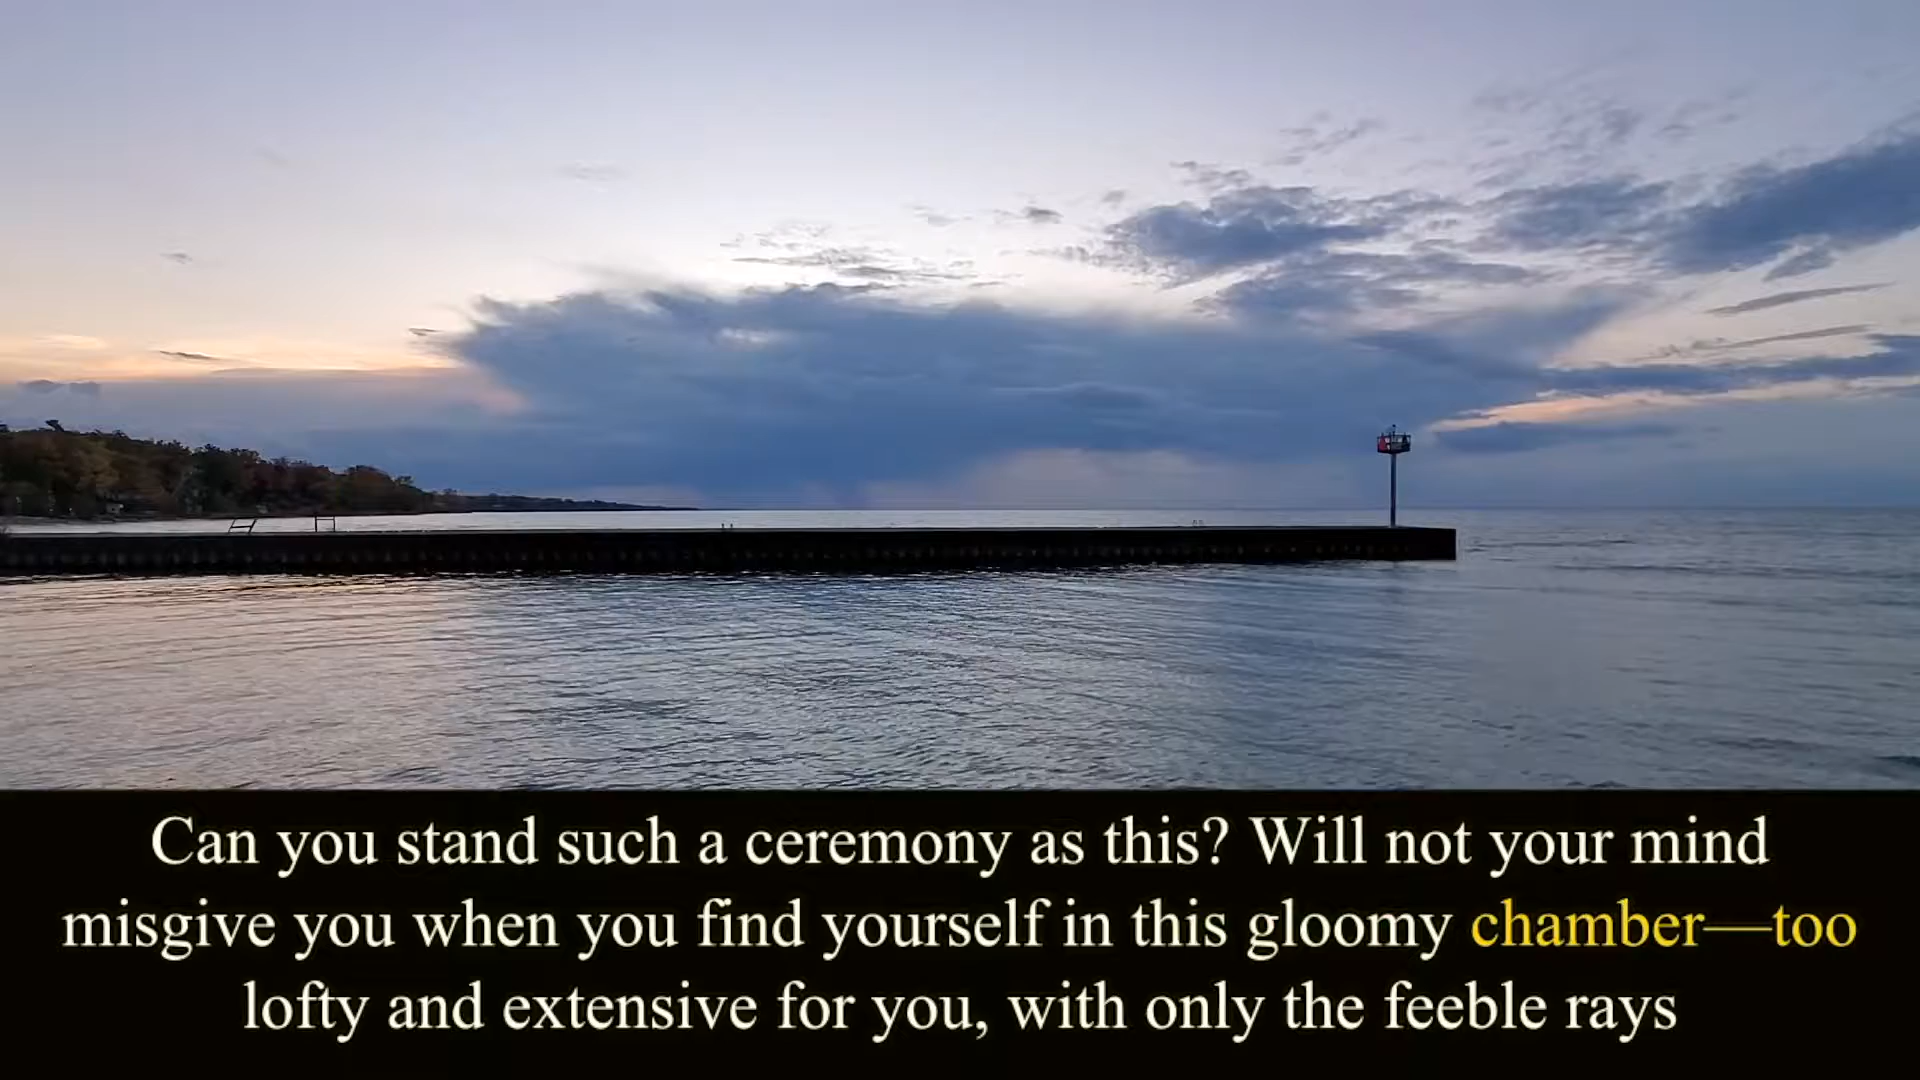 Can you stand such a ceremony as this? Will not your mind
misgive you when you find yourself in this gloomy chamber—too
lofty and extensive for you, with only the feeble rays